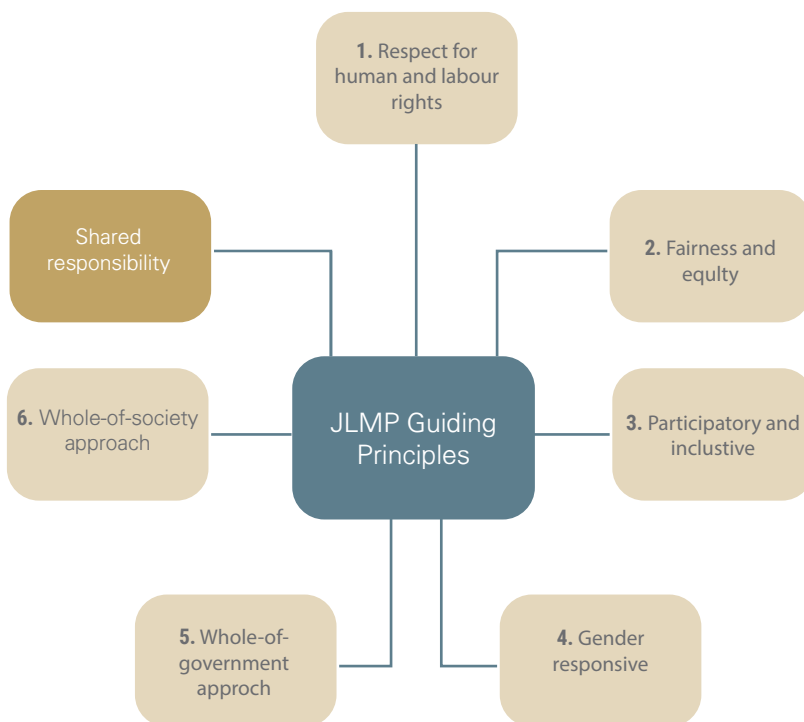 1. Respect for
human and labour
rights
Shared
responsibility
2. Fairness and
equlty
6. Whole-of-society
approach
JLMP Guiding
Principles
3. Participatory and
inclustive
5. Whole-of-
government
approch
4. Gender
responsive